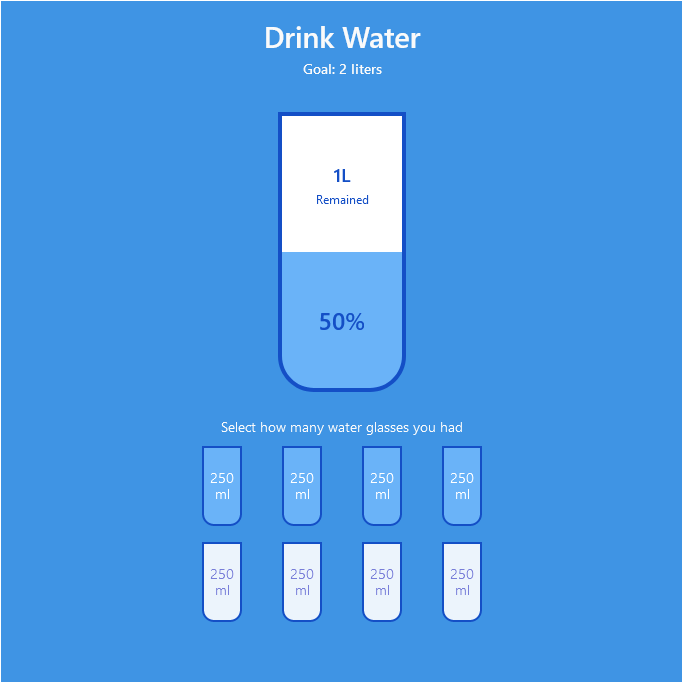 Drink Water
Goal: 2 liters
1L
Remained
50%
Select how many water glasses you had
250 250 250 250
ml ml ml ml
250 250 250 250
ml ml ml ml